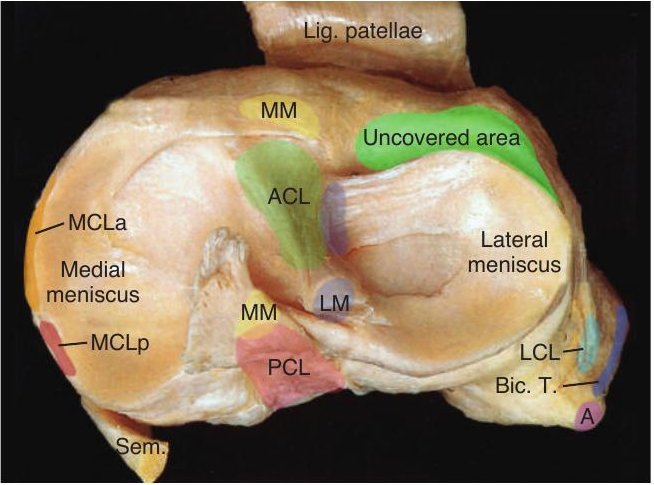 Lig. patellae
MM
Uncovered area
ACL
MCLa
Lateral
meniscus
Medial
meniscus
LM
MM
MCLp
LCL
PCL
Bic. T.
A
Sem.